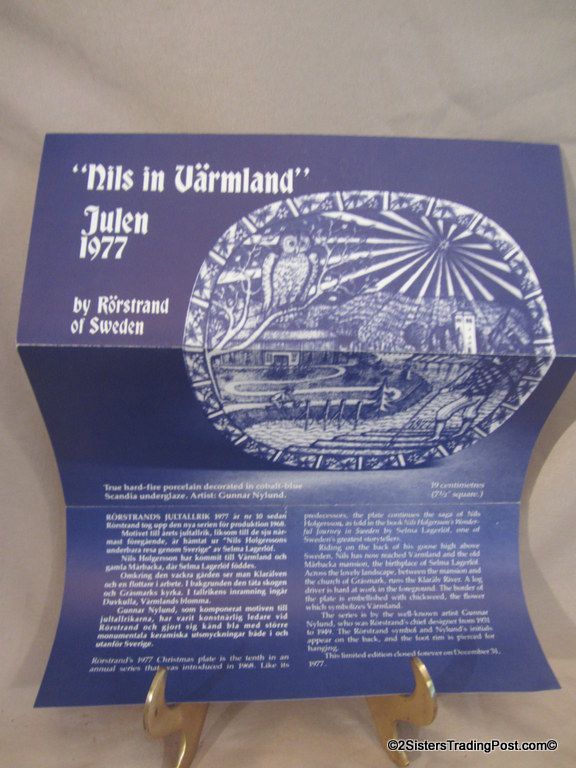 "Nils in Värmland"
Julen
1977
by Rörstrand
of Sweden
True hard-fire porcelain decorated in cobalt-blue
Scandia underglaze. Artist: Gunnar Nylund.
19 centimetres
(7½" square.)
RÖRSTRANDS JULTALLRIK 1977 är nr 10 sedan
Rörstrand tog upp den nya serien för produktion 1968.
Motivet till årets jultallrik, liksom till de sju när-
mast föregående, är hämtat ur "Nils Holgerssons
underbara resa genom Sverige" av Selma Lagerlöf.
Nils Holgersson har kommit till Värmland och
gamla Mårbacka, där Selma Lagerlöf föddes.
Omkring den vackra gården ser man Klarälven
och en flottare i arbete. I bakgrunden den täta skogen
och Gräsmarks kyrka. I tallrikens inramning ingår
Duvkulla, Värmlands blomma.
Gunnar Nylund, som komponerat motiven till
jultallrikarna, har varit konstnärlig ledare vid
Rörstrand och gjort sig känd bla med större
monumentala keramiska utsmyckningar både i och
utanför Sverige.
Rörstrand's 1977 Christmas plate is the tenth in an
annual series that was introduced in 1968. Like its
predecessors, the plate continues the saga of Nils
Holgersson, as told in the book Nils Holgersson's Wonder-
ful Journey in Sweden by Selma Lagerlöf, one of
Sweden's greatest storytellers.
Riding on the back of his goose high above
Sweden, Nils has now reached Värmland and the old
Mårbacka mansion, the birthplace of Selma Lagerlöf.
Across the lovely landscape, between the mansion and
the church of Gräsmark, runs the Klarälv River. A log
driver is hard at work in the foreground. The border of
the plate is embellished with chickweed, the flower
which symbolizes Värmland.
The series is by the well-known artist Gunnar
Nylund, who was Rörstrand's chief designer from 1931
to 1949. The Rörstrand symbol and Nylund's initials
appear on the back, and the foot rim is pierced for
hanging.
This limited edition closed forever on December 31,
1977.
©2SistersTradingPost.com©